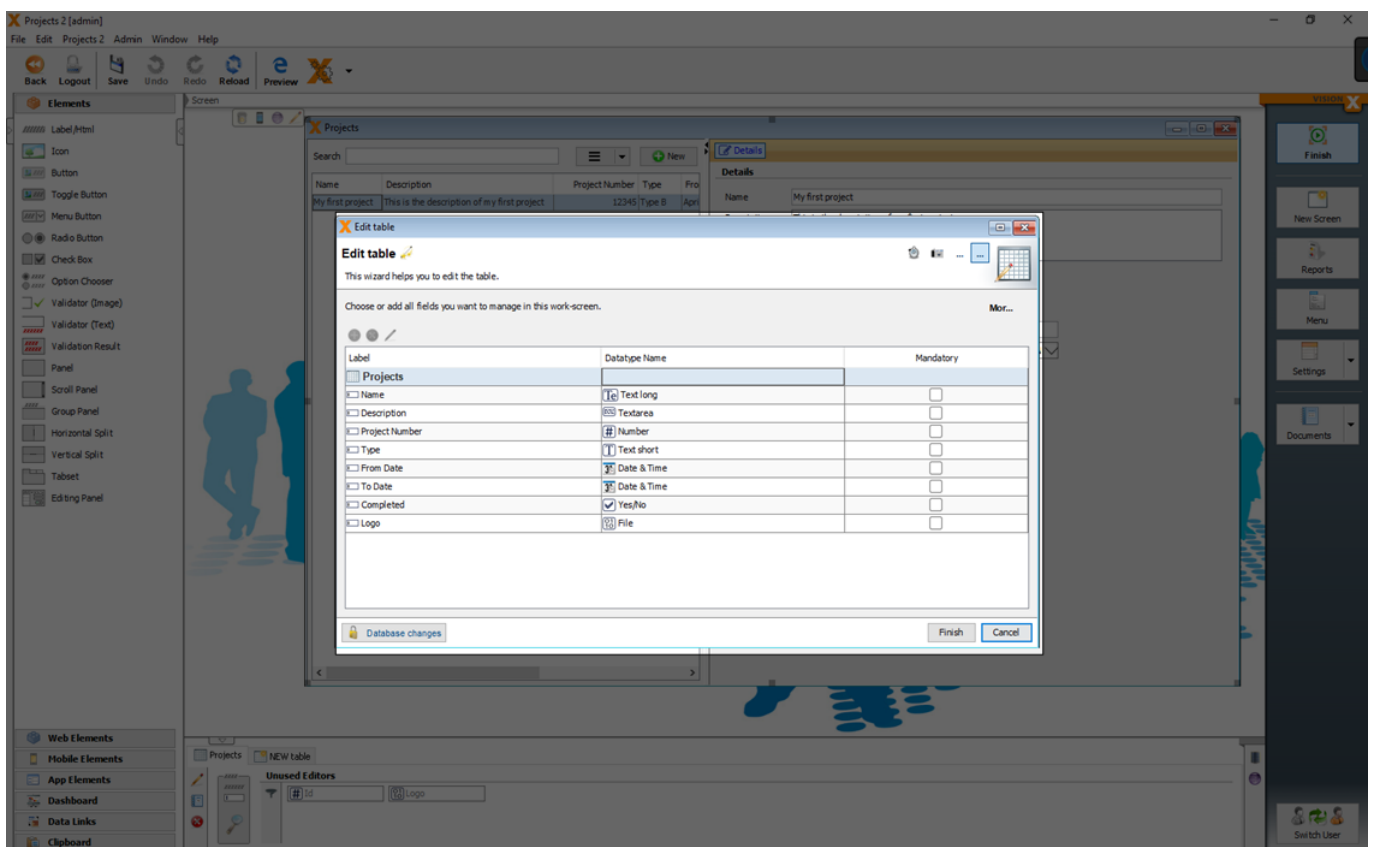 Projects 2 [admin]
File Edit Projects 2 Admin Window Help
Back Logout Save Undo Redo Reload Preview
Elements
Label/Html
Icon
Button
Toggle Button
Menu Button
Radio Button
Check Box
Option Chooser
Validator (Image)
Validator (Text)
Validation Result
Panel
Scroll Panel
Group Panel
Horizontal Split
Vertical Split
Tabset
Editing Panel
Web Elements
Mobile Elements
App Elements
Dashboard
Data Links
Clipboard
Screen
Projects
Search
New
Name Description Project Number Type Fro
My first project This is the description of my first project 12345 Type B Apri
Details
Details
Name My first project
Edit table
Edit table
This wizard helps you to edit the table.
... ...
Choose or add all fields you want to manage in this work-screen.
Mor...
Label Datatype Name Mandatory
Projects
Name Te Text long
Description Textarea
Project Number # Number
Type T Text short
From Date Date & Time
To Date Date & Time
Completed Yes/No
Logo File
Database changes
Finish Cancel
Projects NEW table
Unused Editors
# Id Logo
VISION X
Finish
New Screen
Reports
Menu
Settings
Documents
Switch User